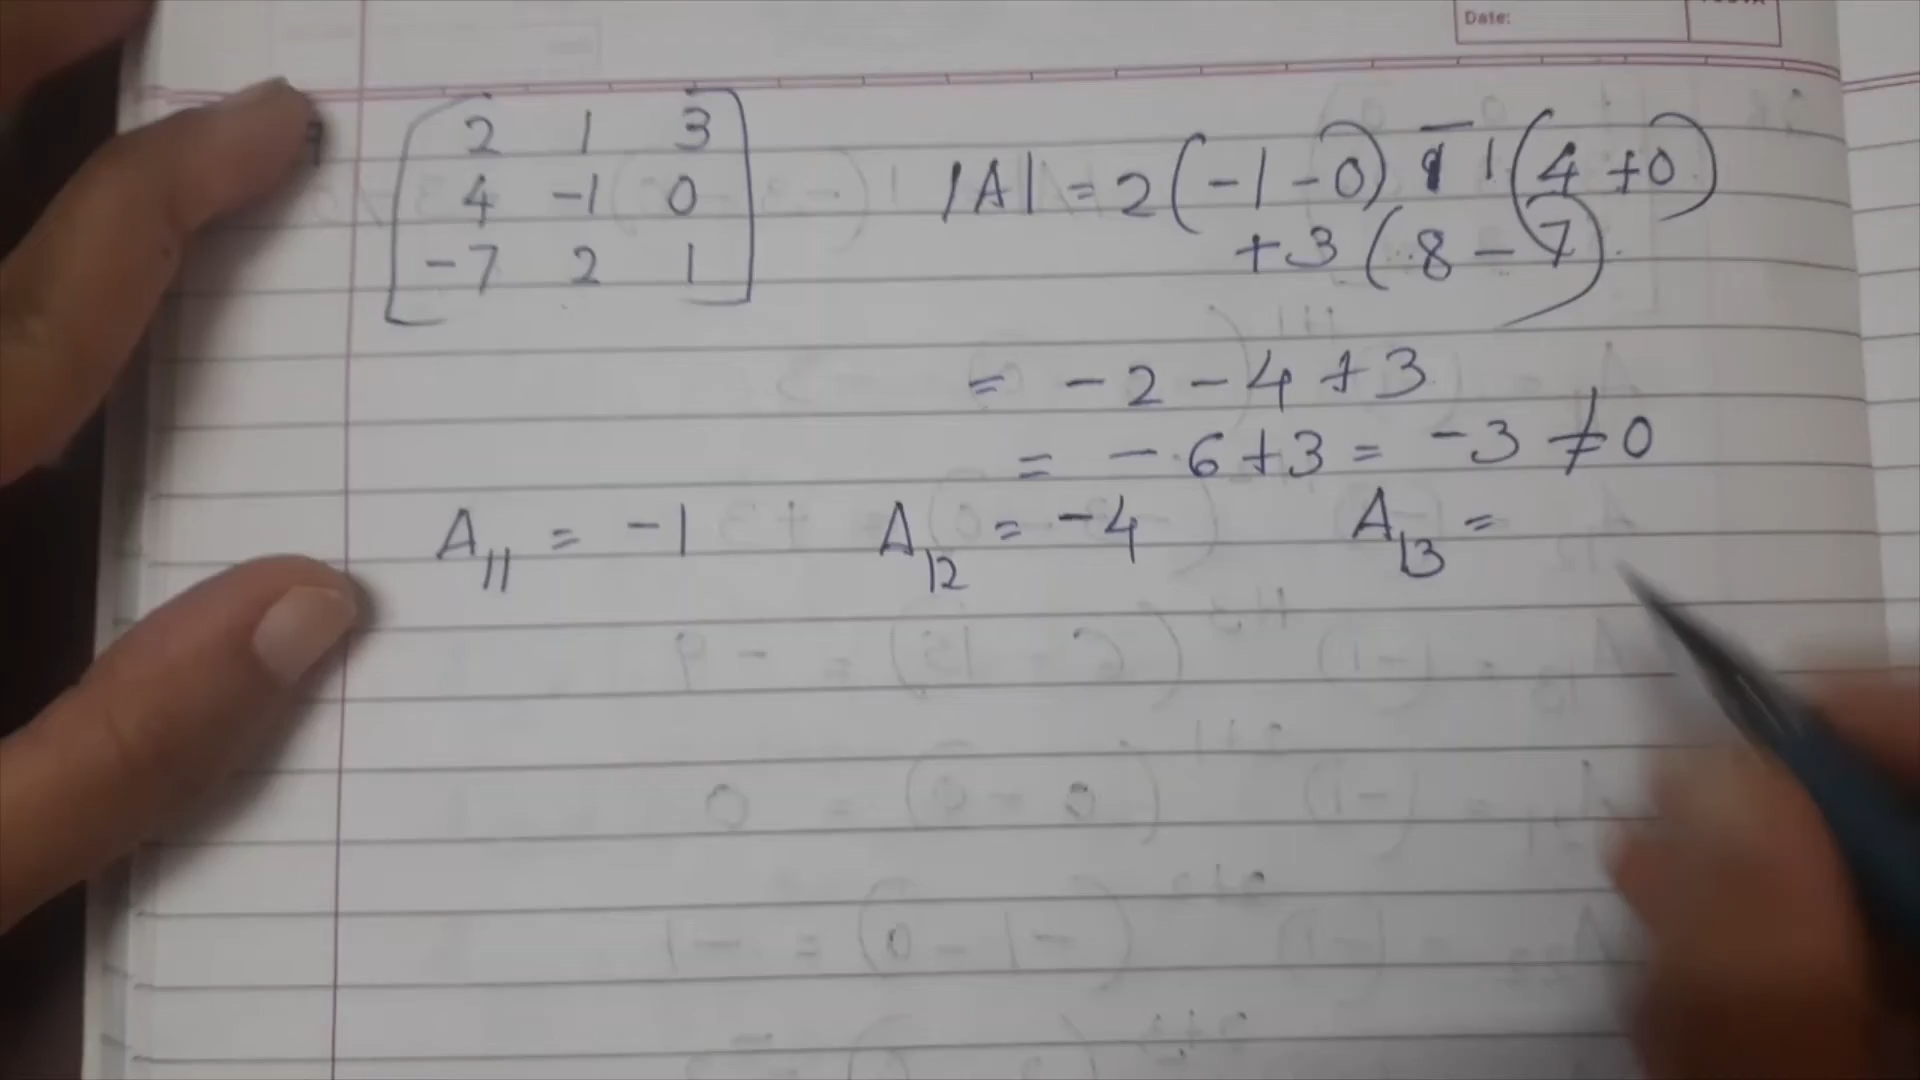 Date:
2 1 3
4 -1 0
-7 2 1
|A| = 2(-1-0) - 1(4+0)
+3(8-7)
= -2-4+3
= -6+3 = -3 ≠ 0
A₁₁ = -1 A₁₂ = -4 A₁₃ =